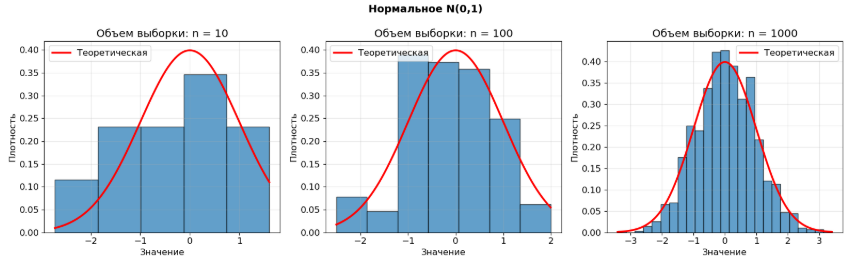 Нормальное N(0,1)
Объем выборки: n = 10
Теоретическая
Плотность
0.40
0.35
0.30
0.25
0.20
0.15
0.10
0.05
0.00
−2 −1 0 1
Значение
Объем выборки: n = 100
Теоретическая
Плотность
0.40
0.35
0.30
0.25
0.20
0.15
0.10
0.05
0.00
−2 −1 0 1 2
Значение
Объем выборки: n = 1000
Теоретическая
Плотность
0.40
0.35
0.30
0.25
0.20
0.15
0.10
0.05
0.00
−3 −2 −1 0 1 2 3
Значение